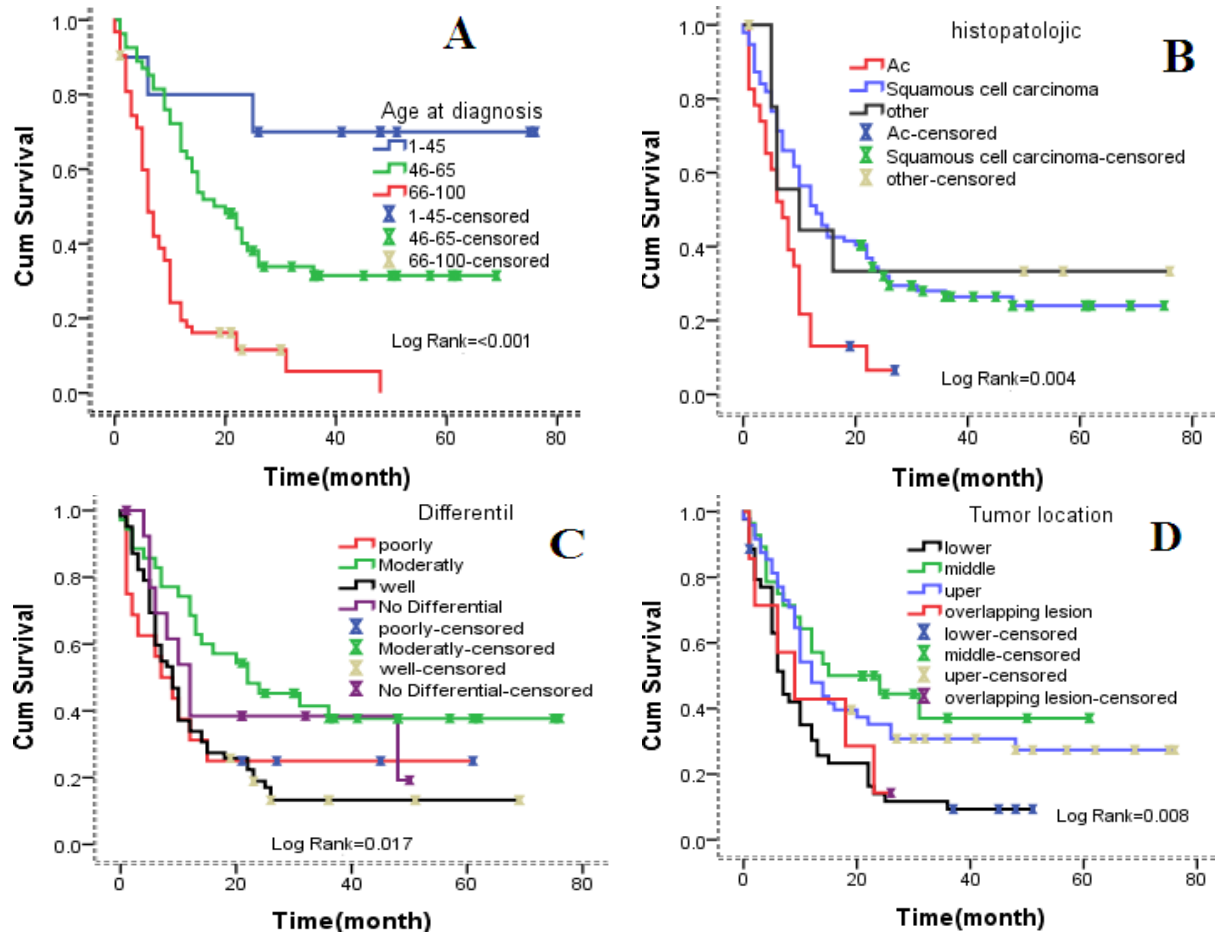 A
Cum Survival
1.0
0.8
0.6
0.4
0.2
0.0
Age at diagnosis
1-45
46-65
66-100
1-45-censored
46-65-censored
66-100-censored
Log Rank=<0.001
0 20 40 60 80
Time(month)
B
Cum Survival
1.0
0.8
0.6
0.4
0.2
0.0
histopatolojic
Ac
Squamous cell carcinoma
other
Ac-censored
Squamous cell carcinoma-censored
other-censored
Log Rank=0.004
0 20 40 60 80
Time(month)
C
Cum Survival
1.0
0.8
0.6
0.4
0.2
0.0
Differentil
poorly
Moderatly
well
No Differential
poorly-censored
Moderatly-censored
well-censored
No Differential-censored
Log Rank=0.017
0 20 40 60 80
Time(month)
D
Cum Survival
1.0
0.8
0.6
0.4
0.2
0.0
Tumor location
lower
middle
uper
overlapping lesion
lower-censored
middle-censored
uper-censored
overlapping lesion-censored
Log Rank=0.008
0 20 40 60 80
Time(month)